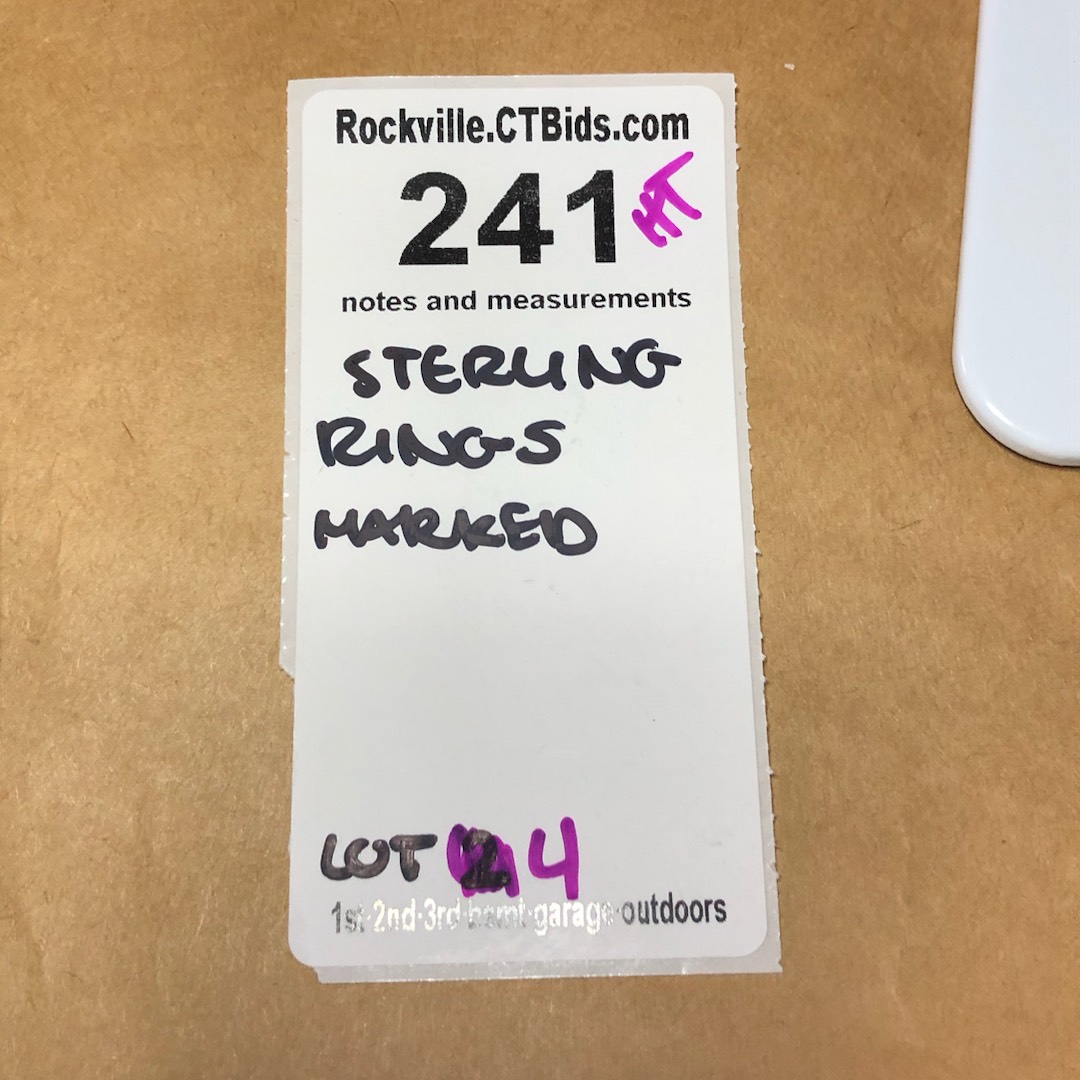 Rockville.CTBids.com
241 HT
notes and measurements
STERLING
RINGS
MARKED
LOT 4
1st·2nd·3rd·bsmt·garage·outdoors